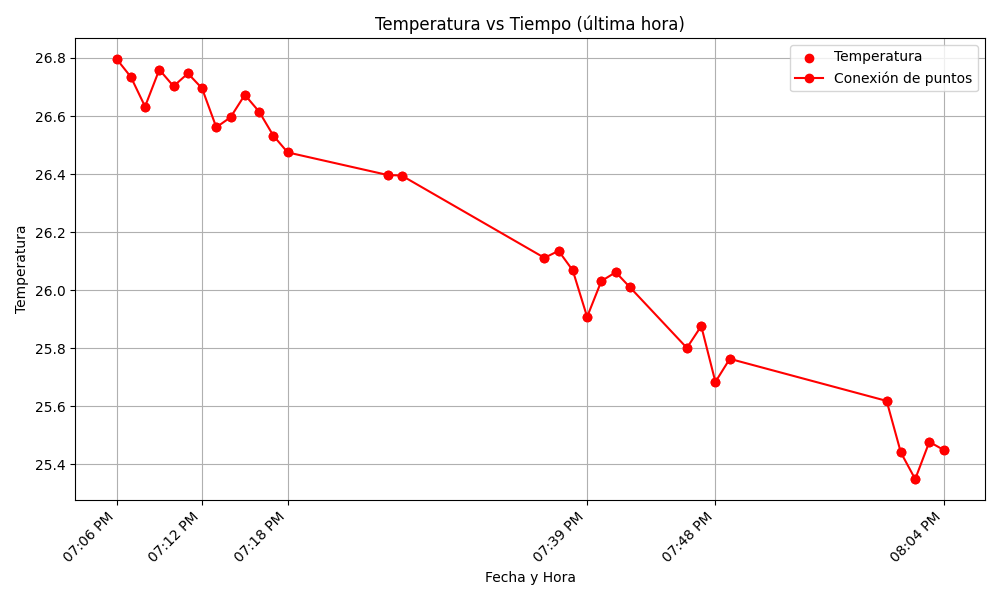 Temperatura vs Tiempo (última hora)
Temperatura
Conexión de puntos
Temperatura
26.8
26.6
26.4
26.2
26.0
25.8
25.6
25.4
07:06 PM
07:12 PM
07:18 PM
07:39 PM
07:48 PM
08:04 PM
Fecha y Hora